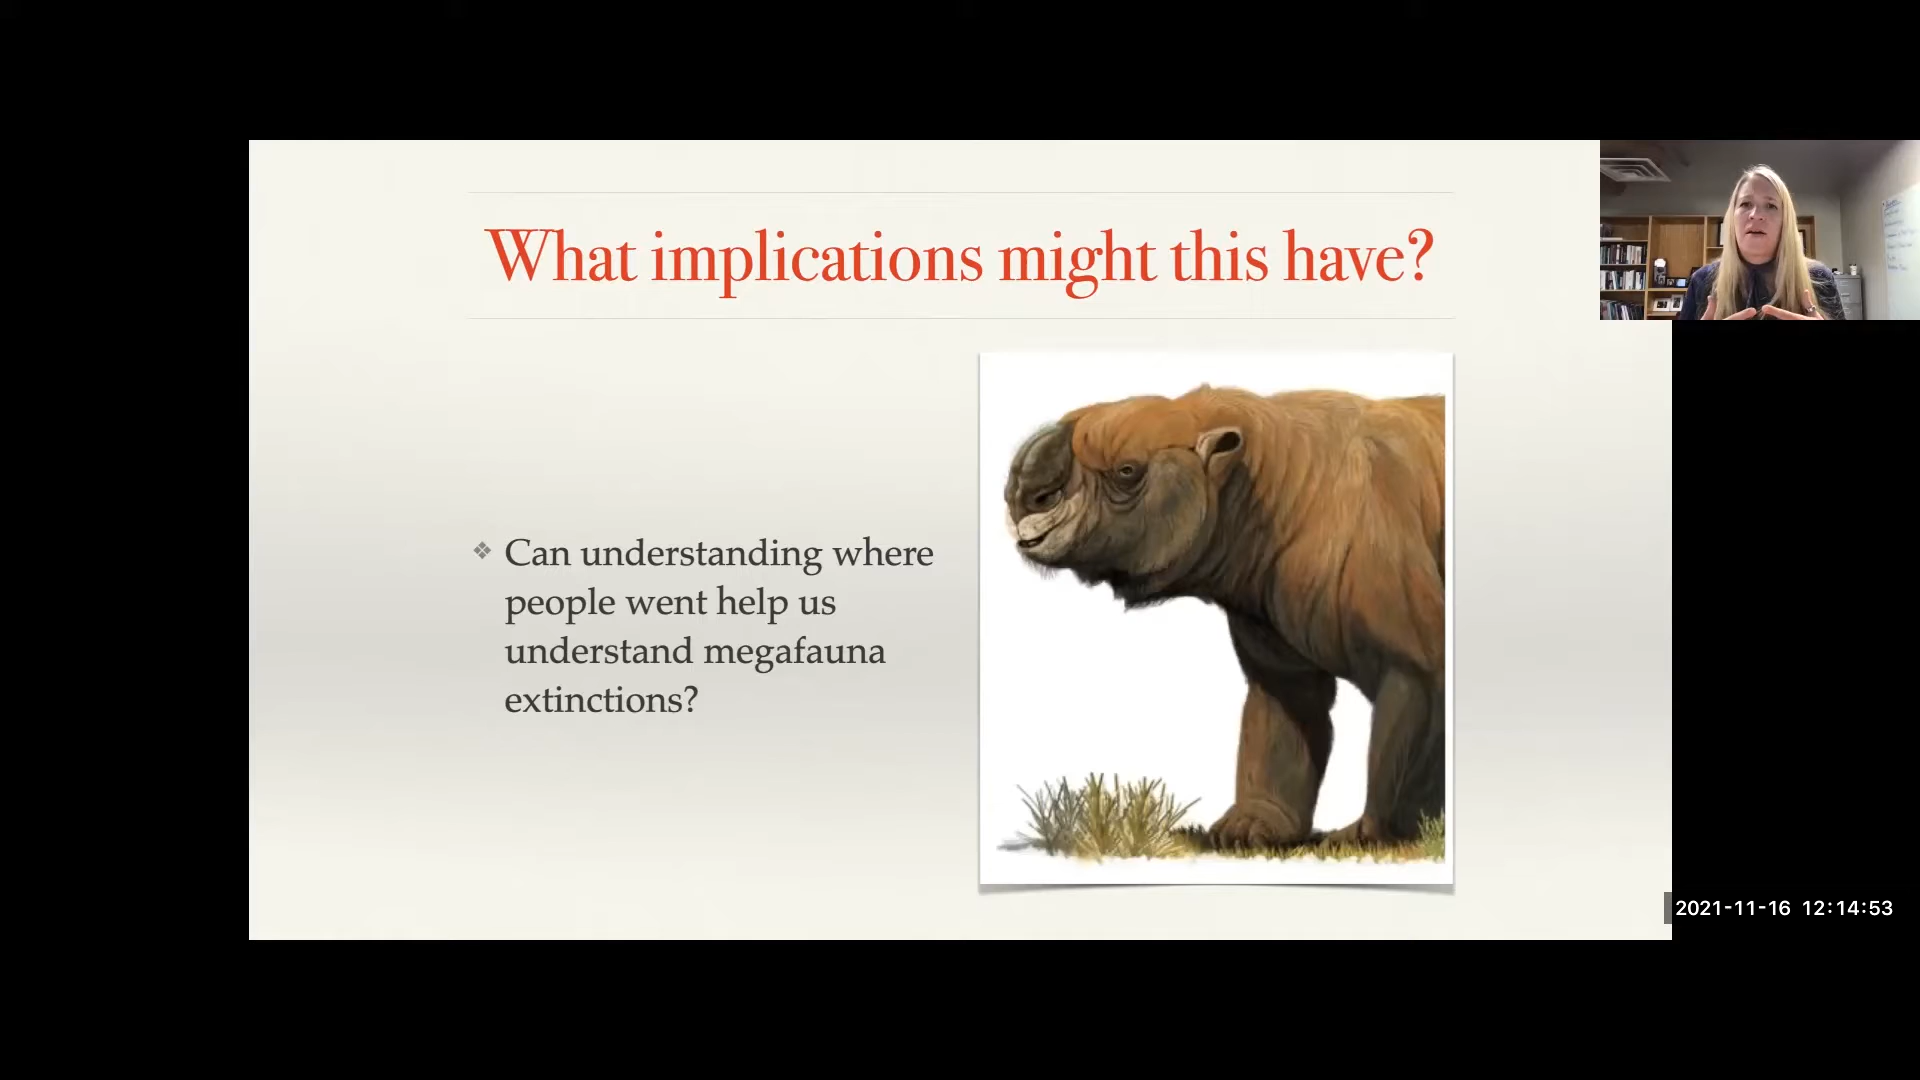 What implications might this have?
Can understanding where
people went help us
understand megafauna
extinctions?
2021-11-16 12:14:53